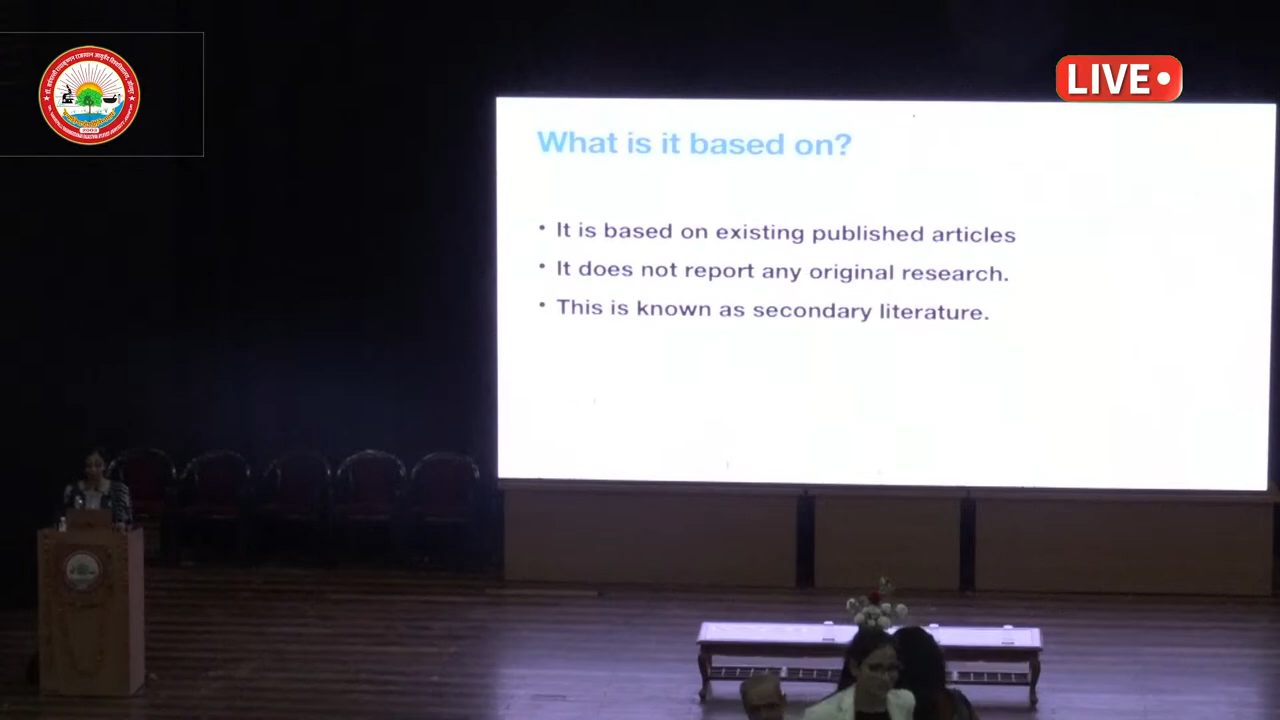 LIVE
What is it based on?
• It is based on existing published articles
• It does not report any original research.
• This is known as secondary literature.
2003